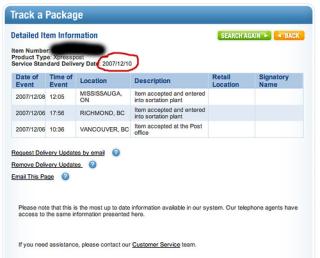 Track a Package
Detailed Item Information
SEARCH AGAIN
BACK
Item Number:
Product Type: Xpresspost
Service Standard Delivery Date: 2007/12/10
Date of Event Time of Event Location Description Retail Location Signatory Name
2007/12/08 12:05 MISSISSAUGA, ON Item accepted and entered into sortation plant
2007/12/06 17:56 RICHMOND, BC Item accepted and entered into sortation plant
2007/12/06 10:36 VANCOUVER, BC Item accepted at the Post office
Request Delivery Updates by email ?
Remove Delivery Updates ?
Email This Page ?
Please note that this is the most up to date information available in our system. Our telephone agents have
access to the same information presented here.
If you need assistance, please contact our Customer Service team.